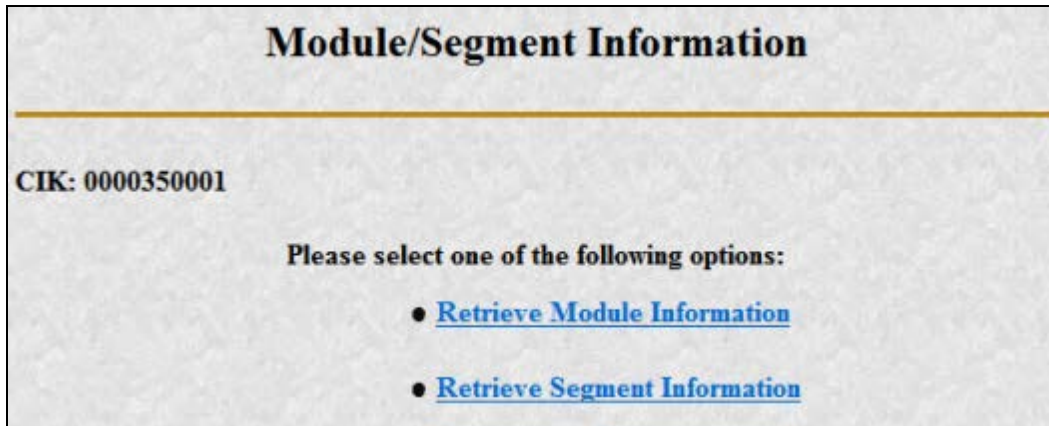 Module/Segment Information
CIK: 0000350001
Please select one of the following options:
● Retrieve Module Information
● Retrieve Segment Information